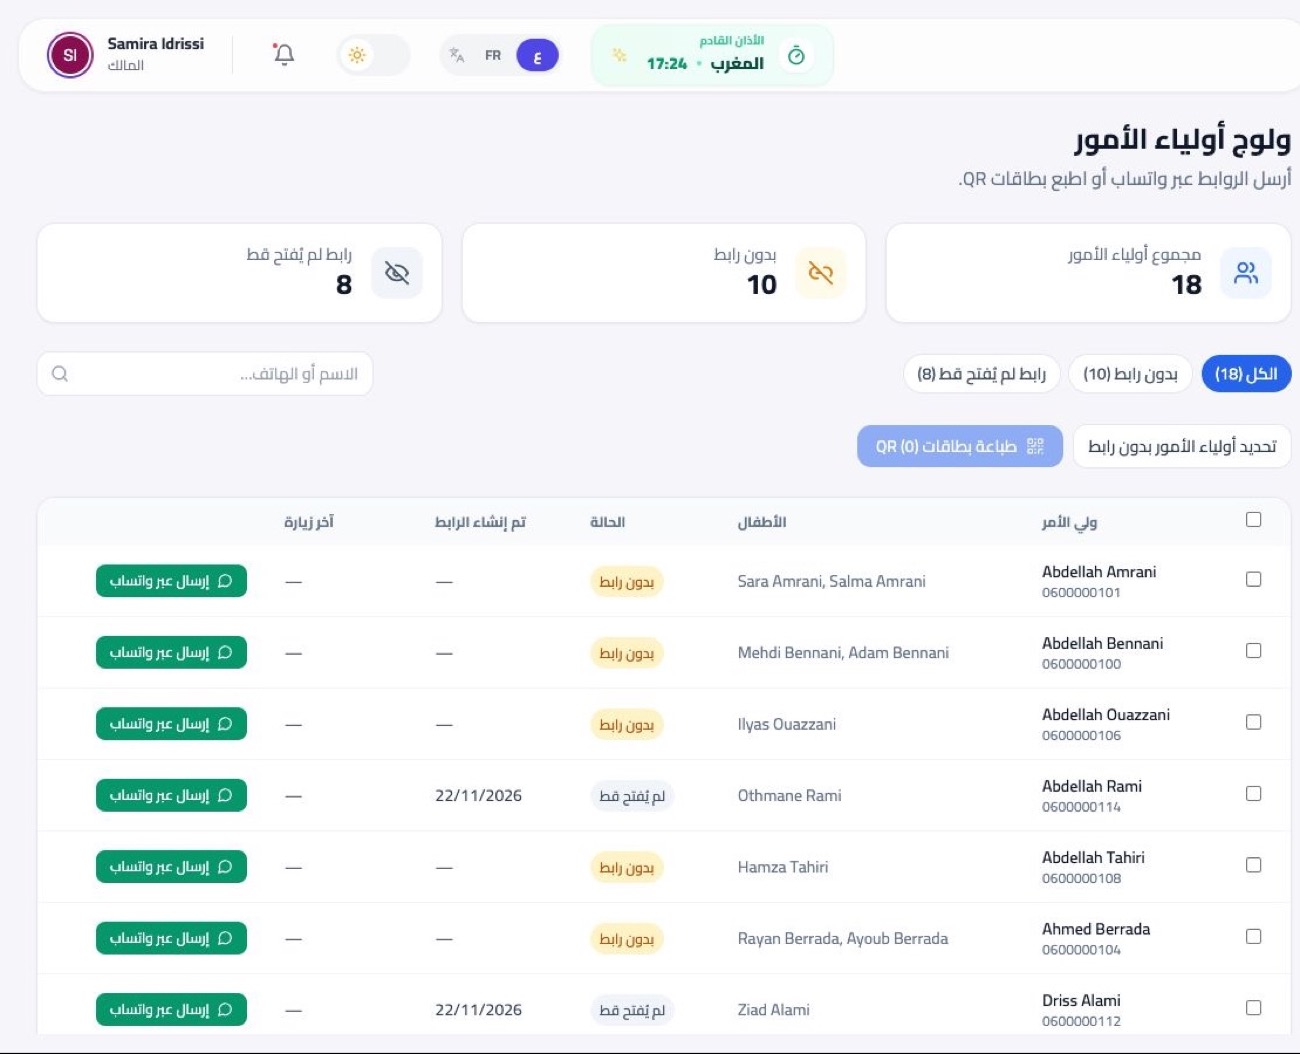 الأذان القادم
المغرب • 17:24
ع
FR
Samira Idrissi
المالك
SI
ولوج أولياء الأمور
أرسل الروابط عبر واتساب أو اطبع بطاقات QR.
مجموع أولياء الأمور
18
بدون رابط
10
رابط لم يُفتح قط
8
الكل (18)
بدون رابط (10)
رابط لم يُفتح قط (8)
الاسم أو الهاتف...
تحديد أولياء الأمور بدون رابط
طباعة بطاقات QR (0)
ولي الأمر الأطفال الحالة تم إنشاء الرابط آخر زيارة
Abdellah Amrani
0600000101
Sara Amrani, Salma Amrani
بدون رابط
—
—
إرسال عبر واتساب
Abdellah Bennani
0600000100
Mehdi Bennani, Adam Bennani
بدون رابط
—
—
إرسال عبر واتساب
Abdellah Ouazzani
0600000106
Ilyas Ouazzani
بدون رابط
—
—
إرسال عبر واتساب
Abdellah Rami
0600000114
Othmane Rami
لم يُفتح قط
22/11/2026
—
إرسال عبر واتساب
Abdellah Tahiri
0600000108
Hamza Tahiri
بدون رابط
—
—
إرسال عبر واتساب
Ahmed Berrada
0600000104
Rayan Berrada, Ayoub Berrada
بدون رابط
—
—
إرسال عبر واتساب
Driss Alami
0600000112
Ziad Alami
لم يُفتح قط
22/11/2026
—
إرسال عبر واتساب